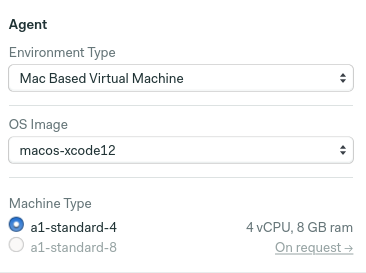 Agent
Environment Type
Mac Based Virtual Machine
OS Image
macos-xcode12
Machine Type
a1-standard-4 4 vCPU, 8 GB ram
a1-standard-8 On request →